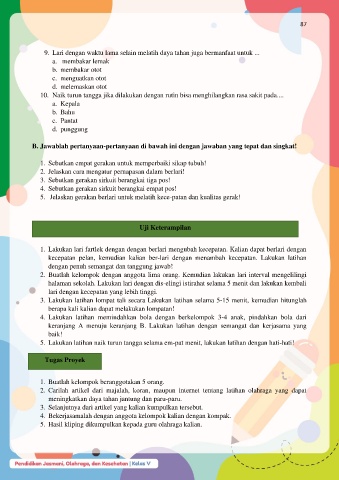 87
9. Lari dengan waktu lama selain melatih daya tahan juga bermanfaat untuk ...
a. membakar lemak
b. membakar otot
c. menguatkan otot
d. melemaskan otot
10. Naik turun tangga jika dilakukan dengan rutin bisa menghilangkan rasa sakit pada....
a. Kepala
b. Bahu
c. Pantat
d. punggung
B. Jawablah pertanyaan-pertanyaan di bawah ini dengan jawaban yang tepat dan singkat!
1. Sebutkan empat gerakan untuk memperbaiki sikap tubuh!
2. Jelaskan cara mengatur pernapasan dalam berlari!
3. Sebutkan gerakan sirkuit berangkai tiga pos!
4. Sebutkan gerakan sirkuit berangkai empat pos!
5. Jelaskan gerakan berlari untuk melatih kece-patan dan kualitas gerak!
Uji Keterampilan
1. Lakukan lari fartlek dengan dengan berlari mengubah kecepatan. Kalian dapat berlari dengan
kecepatan pelan, kemudian kalian ber-lari dengan menambah kecepatan. Lakukan latihan
dengan penuh semangat dan tanggung jawab!
2. Buatlah kelompok dengan anggota lima orang. Kemudian lakukan lari interval mengelilingi
halaman sekolah. Lakukan lari dengan dis-elingi istirahat selama 5 menit dan lakukan kembali
lari dengan kecepatan yang lebih tinggi.
3. Lakukan latihan lompat tali secara Lakukan latihan selama 5-15 menit, kemudian hitunglah
berapa kali kalian dapat melakukan lompatan!
4. Lakukan latihan memindahkan bola dengan berkelompok 3-4 anak, pindahkan bola dari
keranjang A menuju keranjang B. Lakukan latihan dengan semangat dan kerjasama yang
baik!
5. Lakukan latihan naik turun tangga selama em-pat menit, lakukan latihan dengan hati-hati!
Tugas Proyek
1. Buatlah kelompok beranggotakan 5 orang.
2. Carilah artikel dari majalah, koran, maupun internet tentang latihan olahraga yang dapat
meningkatkan daya tahan jantung dan paru-paru.
3. Selanjutnya dari artikel yang kalian kumpulkan tersebut.
4. Bekerjasamalah dengan anggota kelompok kalian dengan kompak.
5. Hasil kliping dikumpulkan kepada guru olahraga kalian.
Pendidikan Jasmani, Olahraga, dan Kesehatan | Kelas V